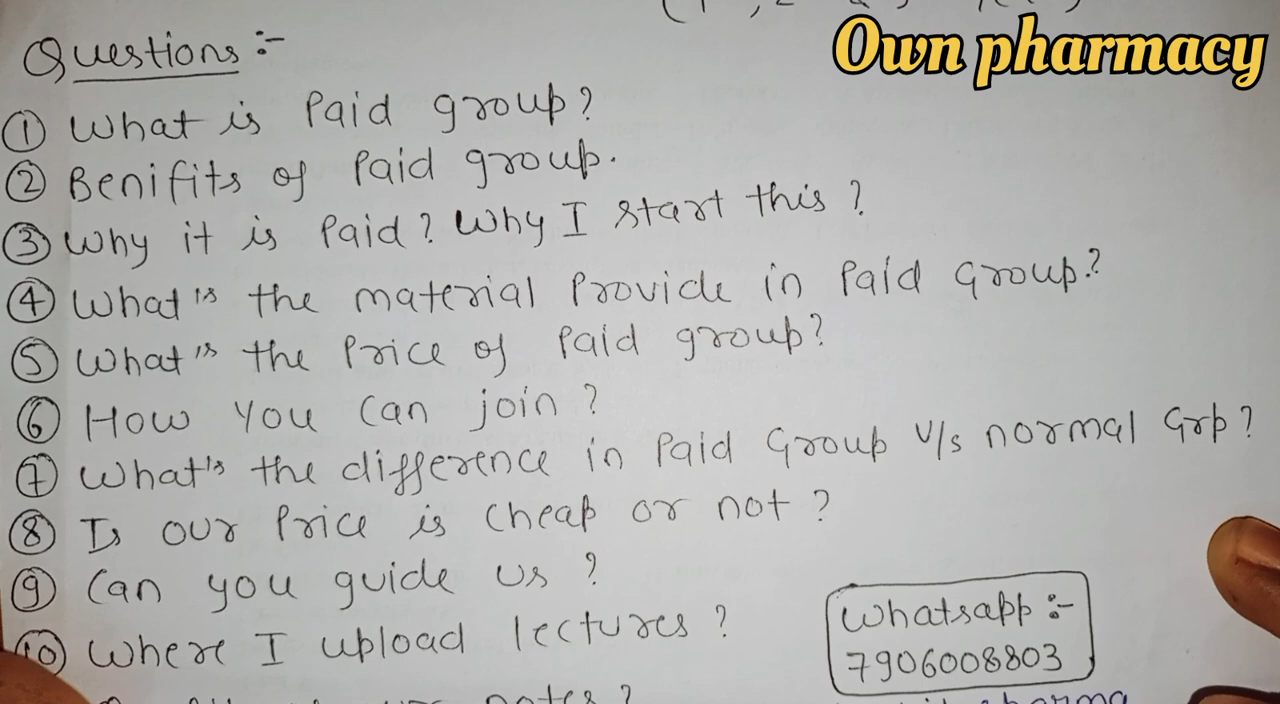 Own pharmacy
Questions :-
① What is Paid group?
② Benifits of Paid group.
③ Why it is Paid? Why I start this?
④ What is the material Provide in Paid Group.?
⑤ What is the Price of Paid group?
⑥ How You Can join?
⑦ What's the difference in Paid Group V/s normal Grp?
⑧ Is our Price is Cheap or not?
⑨ Can you guide us?
⑩ Where I upload lectures?
Whatsapp :-
7906008803
notes?